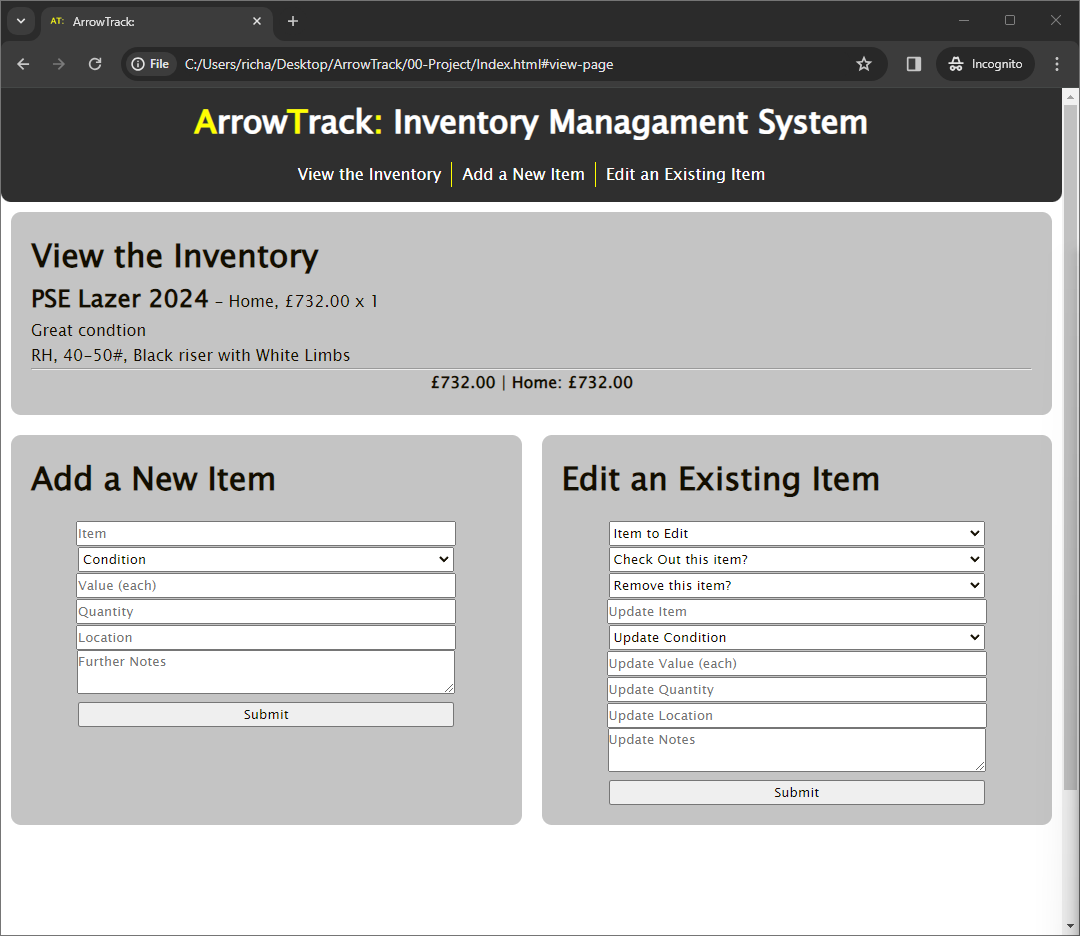 AT: ArrowTrack:
File C:/Users/richa/Desktop/ArrowTrack/00-Project/Index.html#view-page Incognito
ArrowTrack: Inventory Managament System
View the Inventory Add a New Item Edit an Existing Item
View the Inventory
PSE Lazer 2024 – Home, £732.00 x 1
Great condtion
RH, 40-50#, Black riser with White Limbs
£732.00 | Home: £732.00
Add a New Item
Item
Condition
Value (each)
Quantity
Location
Further Notes
Submit
Edit an Existing Item
Item to Edit
Check Out this item?
Remove this item?
Update Item
Update Condition
Update Value (each)
Update Quantity
Update Location
Update Notes
Submit